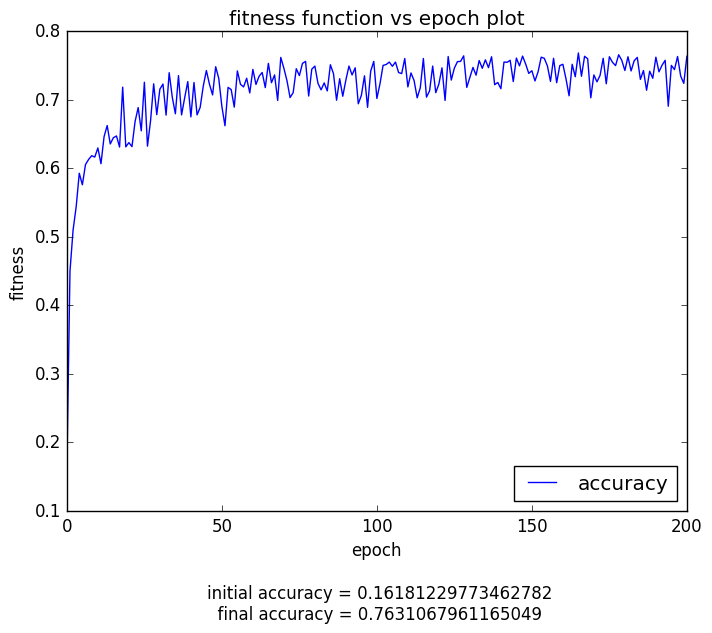 fitness function vs epoch plot
0.8
0.7
0.6
0.5
0.4
0.3
0.2
0.1
fitness
accuracy
0 50 100 150 200
epoch
initial accuracy = 0.16181229773462782
final accuracy = 0.7631067961165049